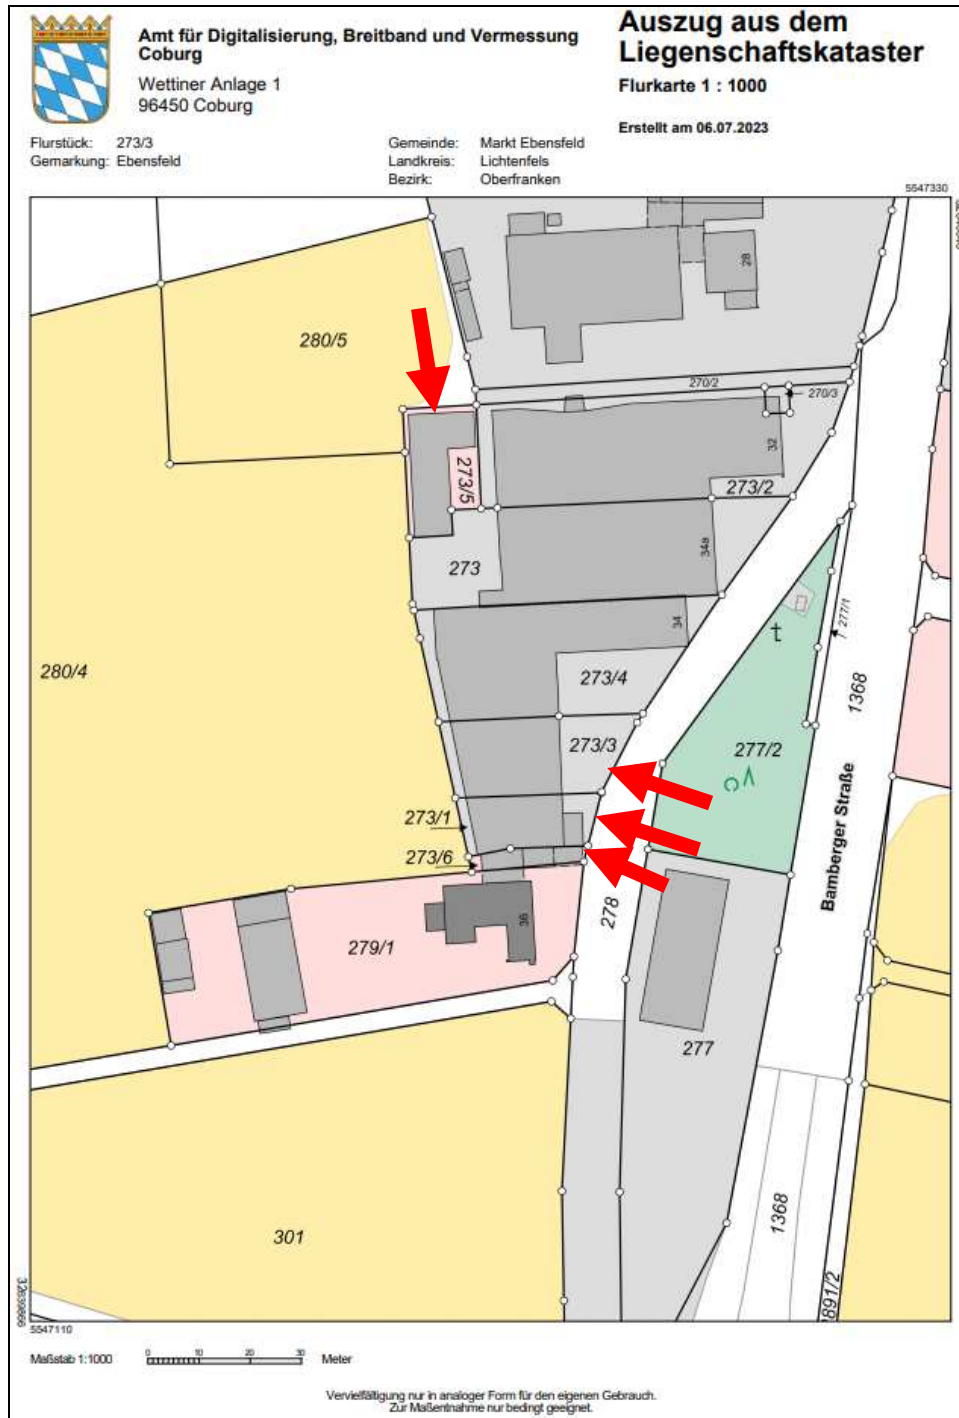 Amt für Digitalisierung, Breitband und Vermessung
Coburg
Wettiner Anlage 1
96450 Coburg
Auszug aus dem
Liegenschaftskataster
Flurkarte 1 : 1000
Erstellt am 06.07.2023
Flurstück: 273/3
Gemarkung: Ebensfeld
Gemeinde: Markt Ebensfeld
Landkreis: Lichtenfels
Bezirk: Oberfranken
5547330
28
280/5
270/2
270/3
32
273/5
273/2
34a
273
277/1
34
t
280/4
273/4
1368
273/3
277/2
273/1
Bamberger Straße
273/6
278
36
279/1
277
1368
301
891/2
32639866
5547110
Maßstab 1:1000
0 10 20 30 Meter
Vervielfältigung nur in analoger Form für den eigenen Gebrauch.
Zur Maßentnahme nur bedingt geeignet.